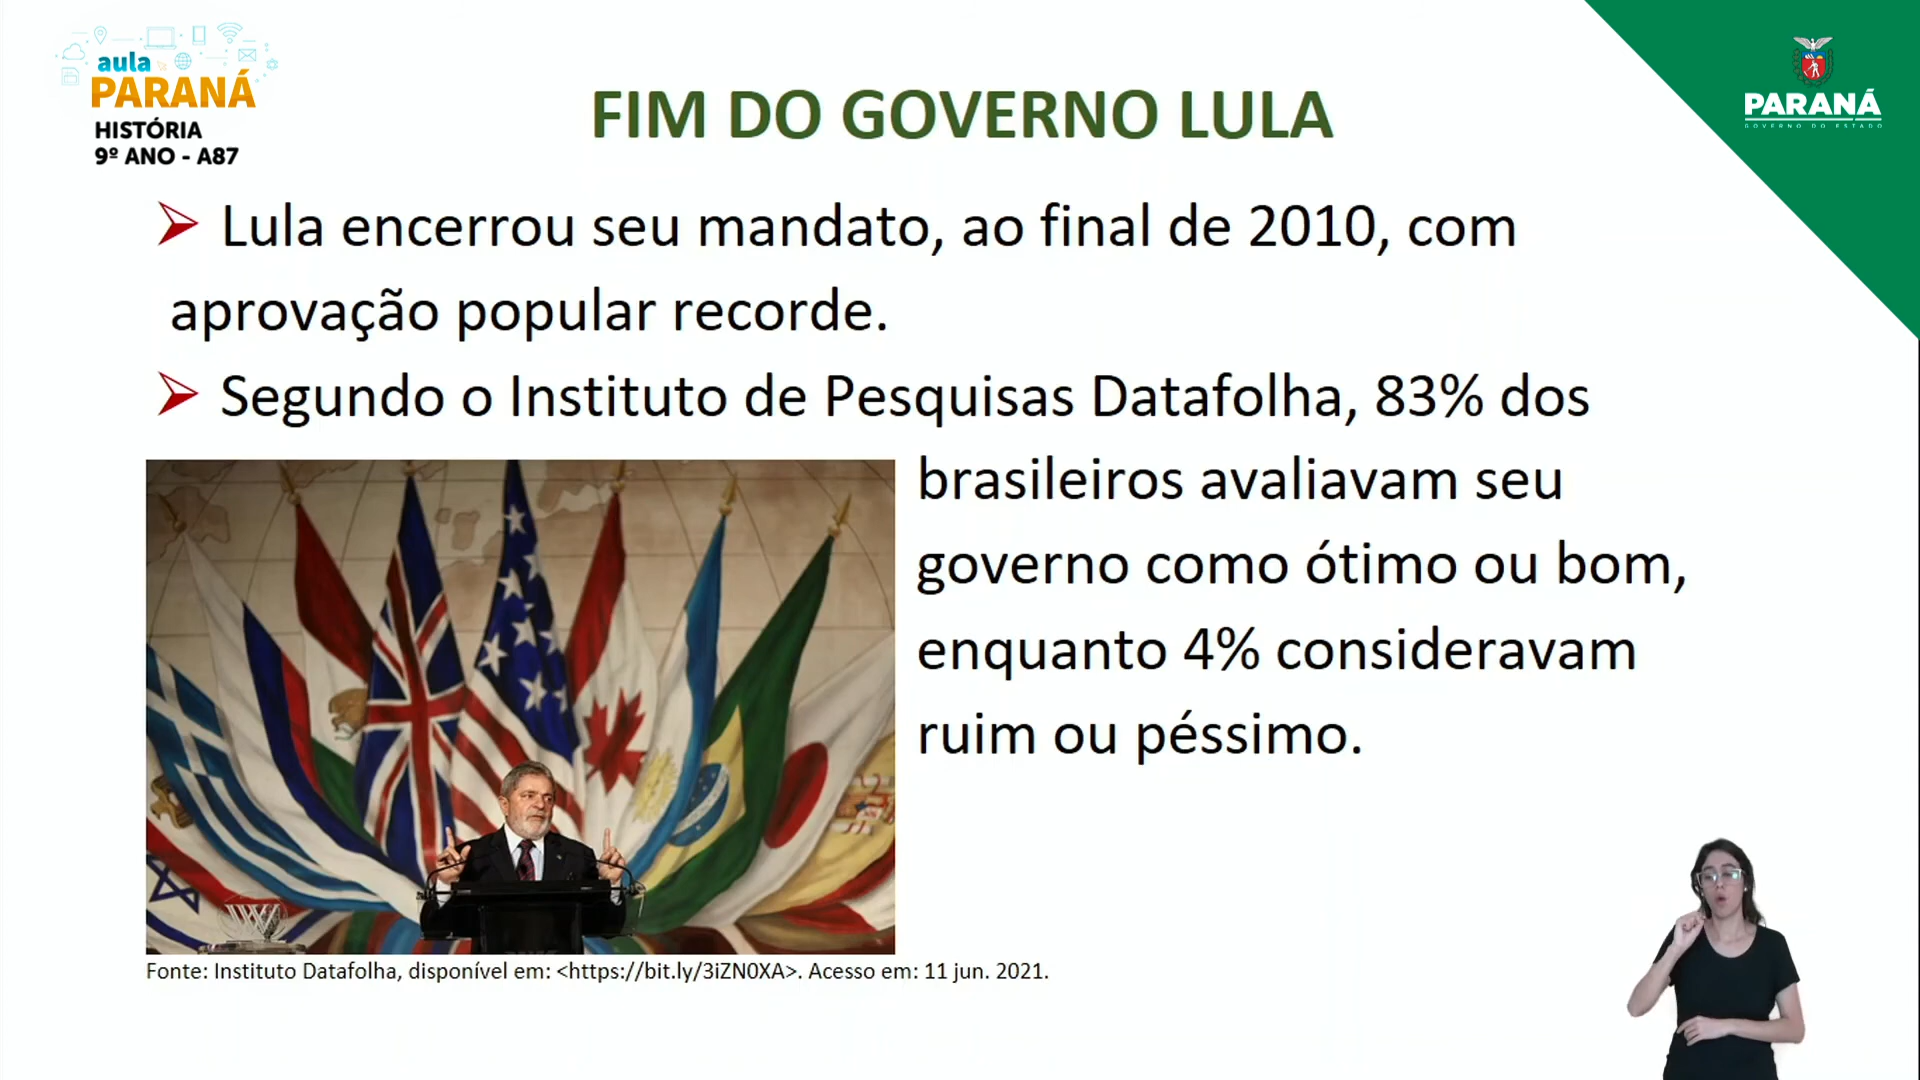 aula
PARANÁ
HISTÓRIA
9º ANO - A87
PARANÁ
GOVERNO DO ESTADO
FIM DO GOVERNO LULA
Lula encerrou seu mandato, ao final de 2010, com
aprovação popular recorde.
Segundo o Instituto de Pesquisas Datafolha, 83% dos
brasileiros avaliavam seu
governo como ótimo ou bom,
enquanto 4% consideravam
ruim ou péssimo.
Fonte: Instituto Datafolha, disponível em: <https://bit.ly/3iZN0XA>. Acesso em: 11 jun. 2021.